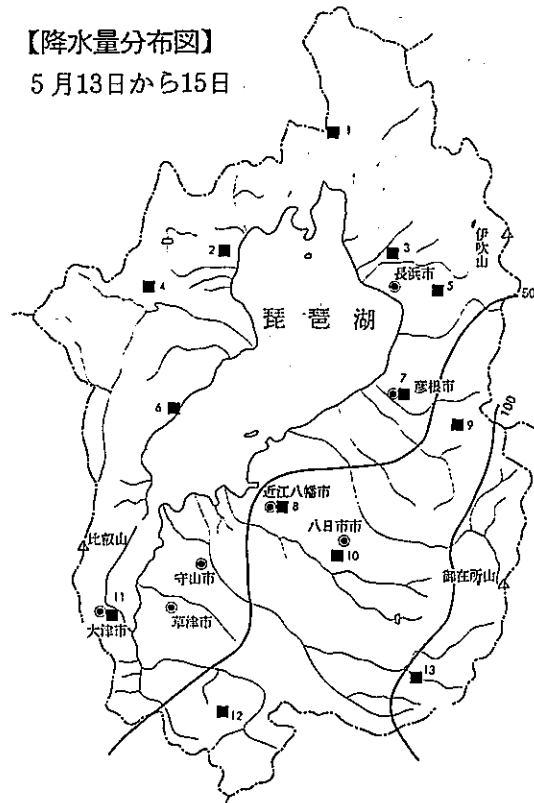 【降水量分布図】
5月13日から15日
1
2
3
4
長浜市
5
伊吹山
50
琵琶湖
6
7
彦根市
9
100
近江八幡市
8
八日市市
10
比叡山
守山市
御在所山
11
大津市
草津市
13
12